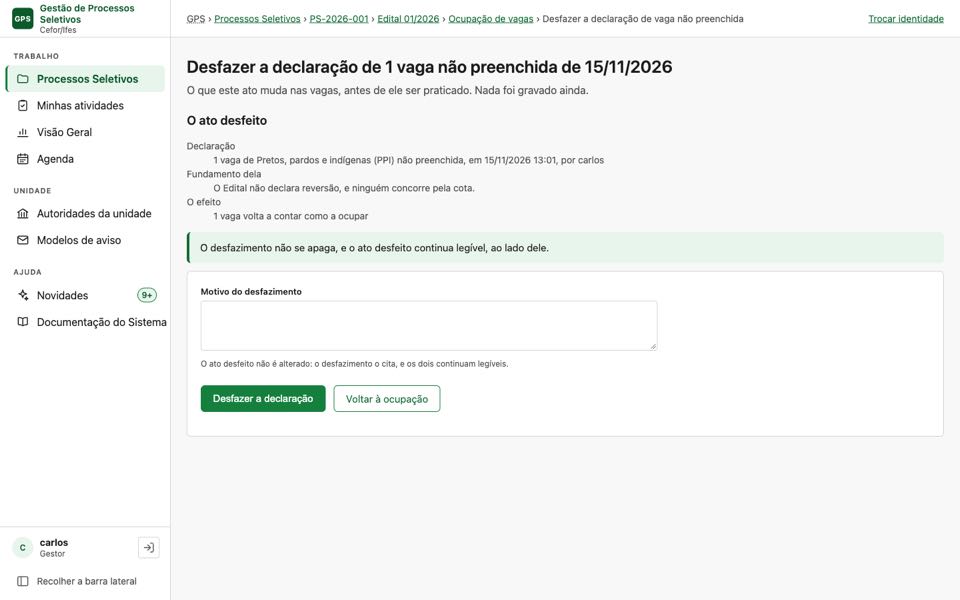 GPS
Gestão de Processos
Seletivos
Cefor/Ifes
GPS › Processos Seletivos › PS-2026-001 › Edital 01/2026 › Ocupação de vagas › Desfazer a declaração de vaga não preenchida
Trocar identidade
TRABALHO
Processos Seletivos
Minhas atividades
Visão Geral
Agenda
UNIDADE
Autoridades da unidade
Modelos de aviso
AJUDA
Novidades
9+
Documentação do Sistema
Desfazer a declaração de 1 vaga não preenchida de 15/11/2026
O que este ato muda nas vagas, antes de ele ser praticado. Nada foi gravado ainda.
O ato desfeito
Declaração
1 vaga de Pretos, pardos e indígenas (PPI) não preenchida, em 15/11/2026 13:01, por carlos
Fundamento dela
O Edital não declara reversão, e ninguém concorre pela cota.
O efeito
1 vaga volta a contar como a ocupar
O desfazimento não se apaga, e o ato desfeito continua legível, ao lado dele.
Motivo do desfazimento
O ato desfeito não é alterado: o desfazimento o cita, e os dois continuam legíveis.
Desfazer a declaração
Voltar à ocupação
C
carlos
Gestor
Recolher a barra lateral